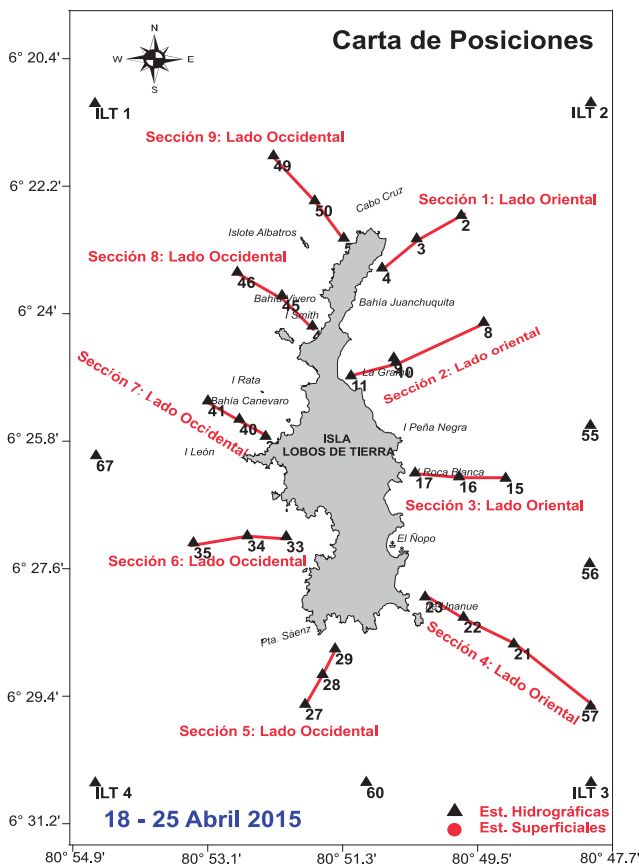 Carta de Posiciones
N
W E
S
6° 20.4'
ILT 1
ILT 2
Sección 9: Lado Occidental
49
6° 22.2'
50
Cabo Cruz
Sección 1: Lado Oriental
2
Islote Albatros
5
3
Sección 8: Lado Occidental
4
46
Bahía Vivero
45
Bahía Juanchuquita
6° 24'
I Smith
4
8
9
10
La Grama
11
Sección 2: Lado oriental
I Rata
Sección 7: Lado Occidental
Bahía Canevaro
41
40
I Peña Negra
55
6° 25.8'
ISLA
LOBOS DE TIERRA
I León
67
I Roca Blanca
17
16
15
Sección 3: Lado Oriental
35
34
33
El Ñopo
Sección 6: Lado Occidental
6° 27.6'
56
23
Unanue
22
21
Sección 4: Lado Oriental
Pta. Sáenz
29
28
27
6° 29.4'
57
Sección 5: Lado Occidental
ILT 4
60
ILT 3
18 - 25 Abril 2015
Est. Hidrográficas
Est. Superficiales
6° 31.2'
80° 54.9' 80° 53.1' 80° 51.3' 80° 49.5' 80° 47.7'